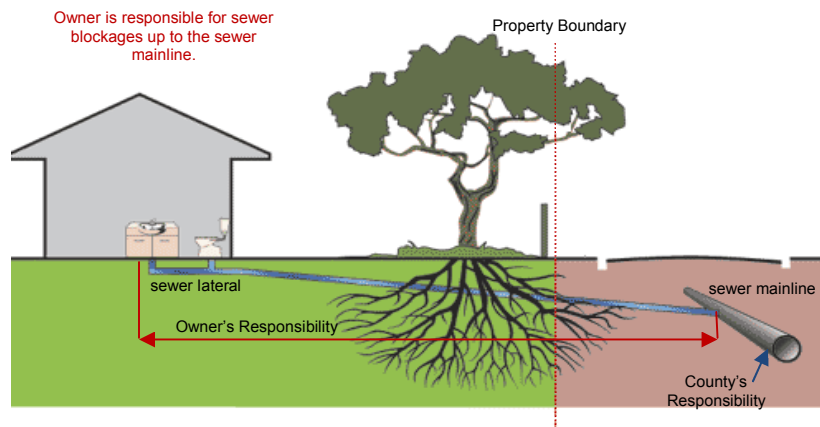 Owner is responsible for sewer
blockages up to the sewer
mainline.
Property Boundary
sewer lateral
sewer mainline
Owner's Responsibility
County's
Responsibility